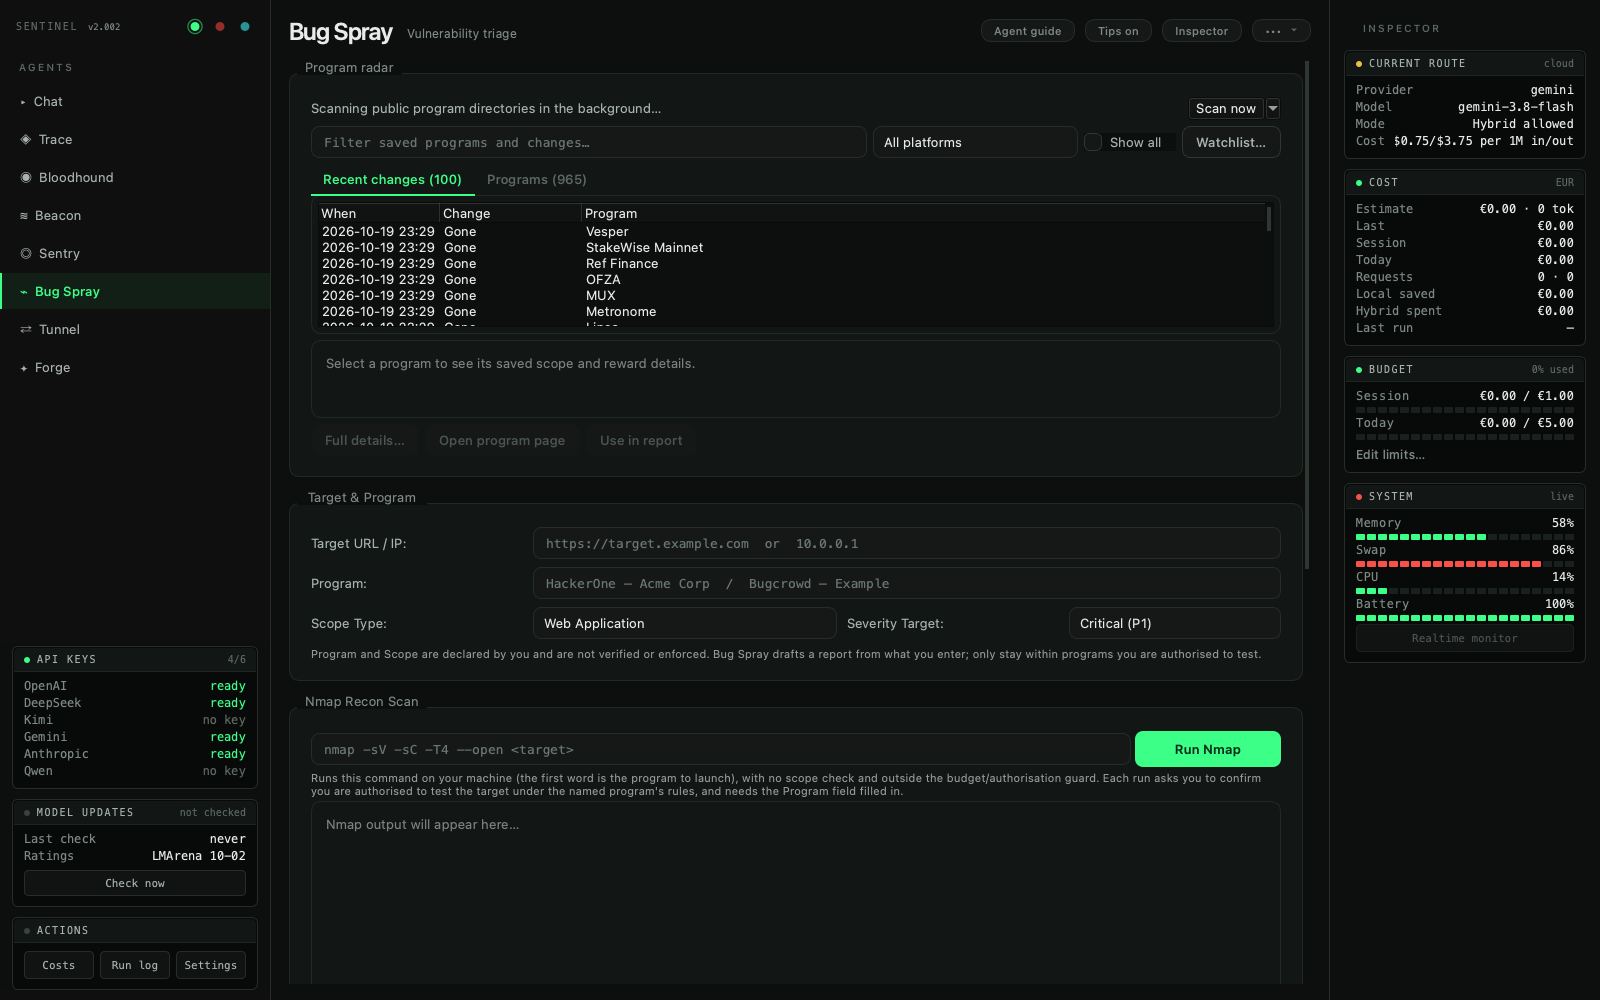 SENTINEL v2.002
AGENTS
Chat
Trace
Bloodhound
Beacon
Sentry
Bug Spray
Tunnel
Forge
API KEYS 4/6
OpenAI ready
DeepSeek ready
Kimi no key
Gemini ready
Anthropic ready
Qwen no key
MODEL UPDATES not checked
Last check never
Ratings LMArena 10-02
Check now
ACTIONS
Costs Run log Settings
Bug Spray Vulnerability triage
Agent guide Tips on Inspector ...
Program radar
Scanning public program directories in the background…
Scan now
Filter saved programs and changes… All platforms Show all Watchlist…
Recent changes (100) Programs (965)
When Change Program
2026-10-19 23:29 Gone Vesper
2026-10-19 23:29 Gone StakeWise Mainnet
2026-10-19 23:29 Gone Ref Finance
2026-10-19 23:29 Gone OFZA
2026-10-19 23:29 Gone MUX
2026-10-19 23:29 Gone Metronome
Select a program to see its saved scope and reward details.
Full details… Open program page Use in report
Target & Program
Target URL / IP: https://target.example.com or 10.0.0.1
Program: HackerOne — Acme Corp / Bugcrowd — Example
Scope Type: Web Application Severity Target: Critical (P1)
Program and Scope are declared by you and are not verified or enforced. Bug Spray drafts a report from what you enter; only stay within programs you are authorised to test.
Nmap Recon Scan
nmap -sV -sC -T4 --open <target> Run Nmap
Runs this command on your machine (the first word is the program to launch), with no scope check and outside the budget/authorisation guard. Each run asks you to confirm
you are authorised to test the target under the named program's rules, and needs the Program field filled in.
Nmap output will appear here…
INSPECTOR
CURRENT ROUTE cloud
Provider gemini
Model gemini-3.8-flash
Mode Hybrid allowed
Cost $0.75/$3.75 per 1M in/out
COST EUR
Estimate €0.00 · 0 tok
Last €0.00
Session €0.00
Today €0.00
Requests 0 · 0
Local saved €0.00
Hybrid spent €0.00
Last run —
BUDGET 0% used
Session €0.00 / €1.00
Today €0.00 / €5.00
Edit limits…
SYSTEM live
Memory 58%
Swap 86%
CPU 14%
Battery 100%
Realtime monitor